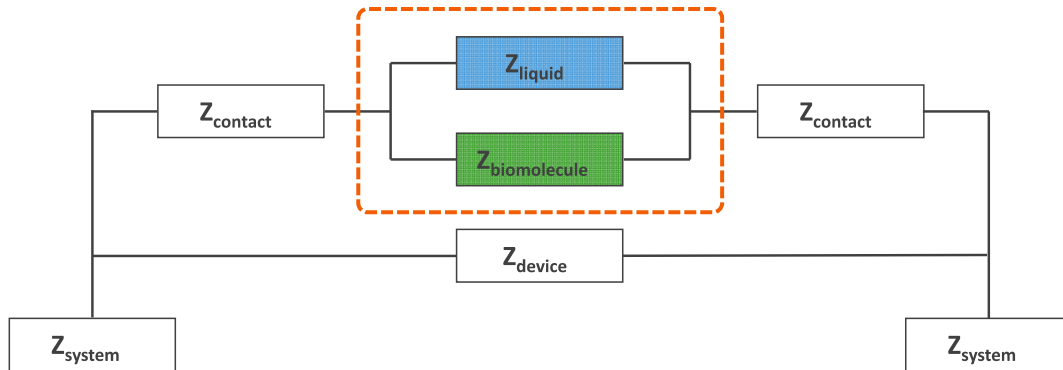 Zliquid
Zcontact
Zcontact
Zbiomolecule
Zdevice
Zsystem
Zsystem